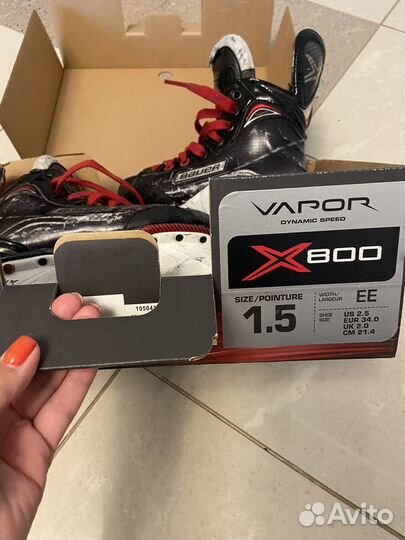 BAUER
VAPOR
DYNAMIC SPEED
X800
SIZE/POINTURE
1.5
WIDTH/
LARGEUR
EE
SHOE
SIZE
US 2.5
EUR 34.0
UK 2.0
CM 21.4
Avito